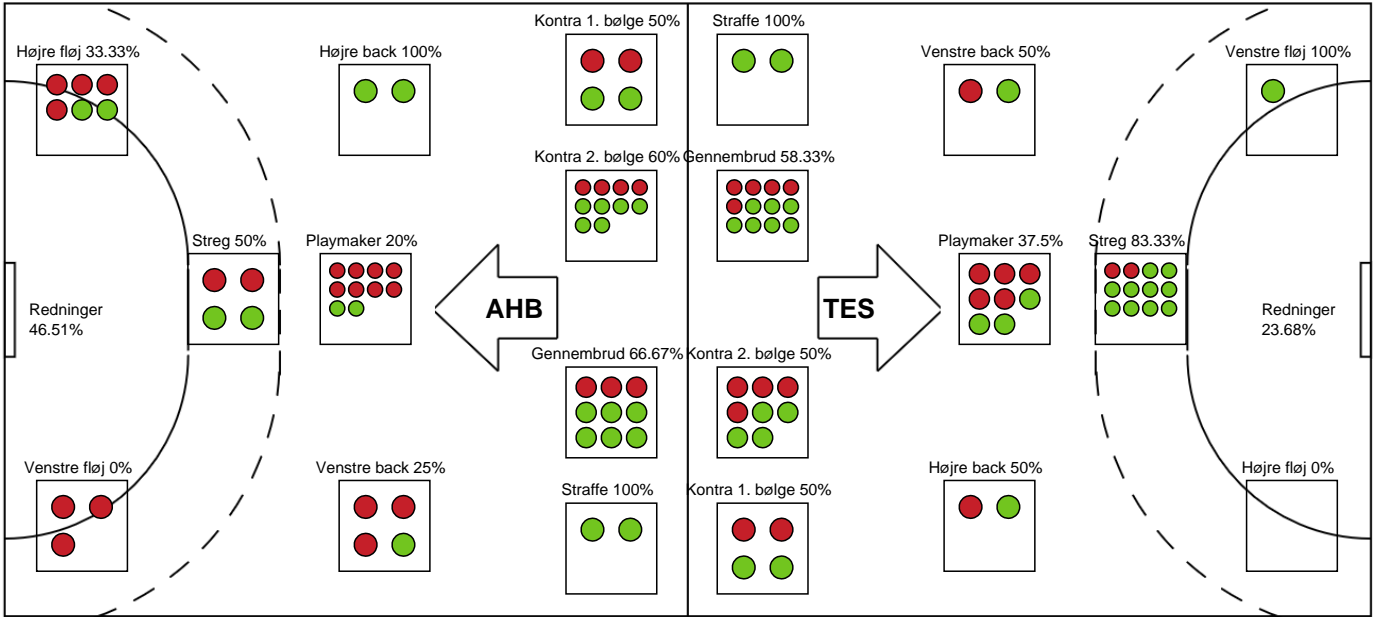 Kontra 1. bølge 50%
Straffe 100%
Højre fløj 33.33%
Højre back 100%
Venstre back 50%
Venstre fløj 100%
Kontra 2. bølge 60%
Gennembrud 58.33%
Streg 50%
Playmaker 20%
Playmaker 37.5%
Streg 83.33%
Redninger
46.51%
AHB
TES
Redninger
23.68%
Gennembrud 66.67%
Kontra 2. bølge 50%
Venstre fløj 0%
Venstre back 25%
Højre back 50%
Højre fløj 0%
Straffe 100%
Kontra 1. bølge 50%